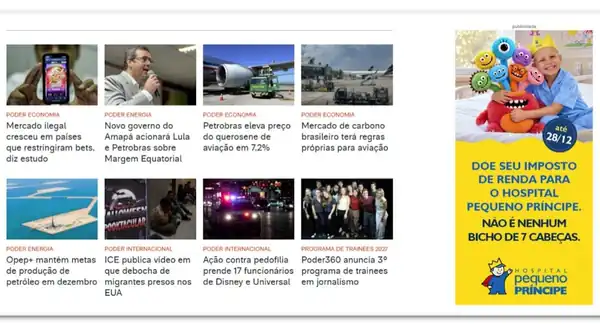 publicidade
PODER ECONOMIA
Mercado ilegal
cresceu em países
que restringiram bets,
diz estudo
PODER ENERGIA
Novo governo do
Amapá acionará Lula
e Petrobras sobre
Margem Equatorial
PODER ECONOMIA
Petrobras eleva preço
do querosene de
aviação em 7,2%
PODER ECONOMIA
Mercado de carbono
brasileiro terá regras
próprias para aviação
HALLOWEEN
SPOOKTACULAR
PODER ENERGIA
Opep+ mantém metas
de produção de
petróleo em dezembro
PODER INTERNACIONAL
ICE publica vídeo em
que debocha de
migrantes presos nos
EUA
PODER INTERNACIONAL
Ação contra pedofilia
prende 17 funcionários
de Disney e Universal
PROGRAMA DE TRAINEES 2027
Poder360 anuncia 3º
programa de trainees
em jornalismo
até
28/12
DOE SEU IMPOSTO
DE RENDA PARA
O HOSPITAL
PEQUENO PRÍNCIPE.
NÃO É NENHUM
BICHO DE 7 CABEÇAS.
HOSPITAL
pequeno
PRÍNCIPE